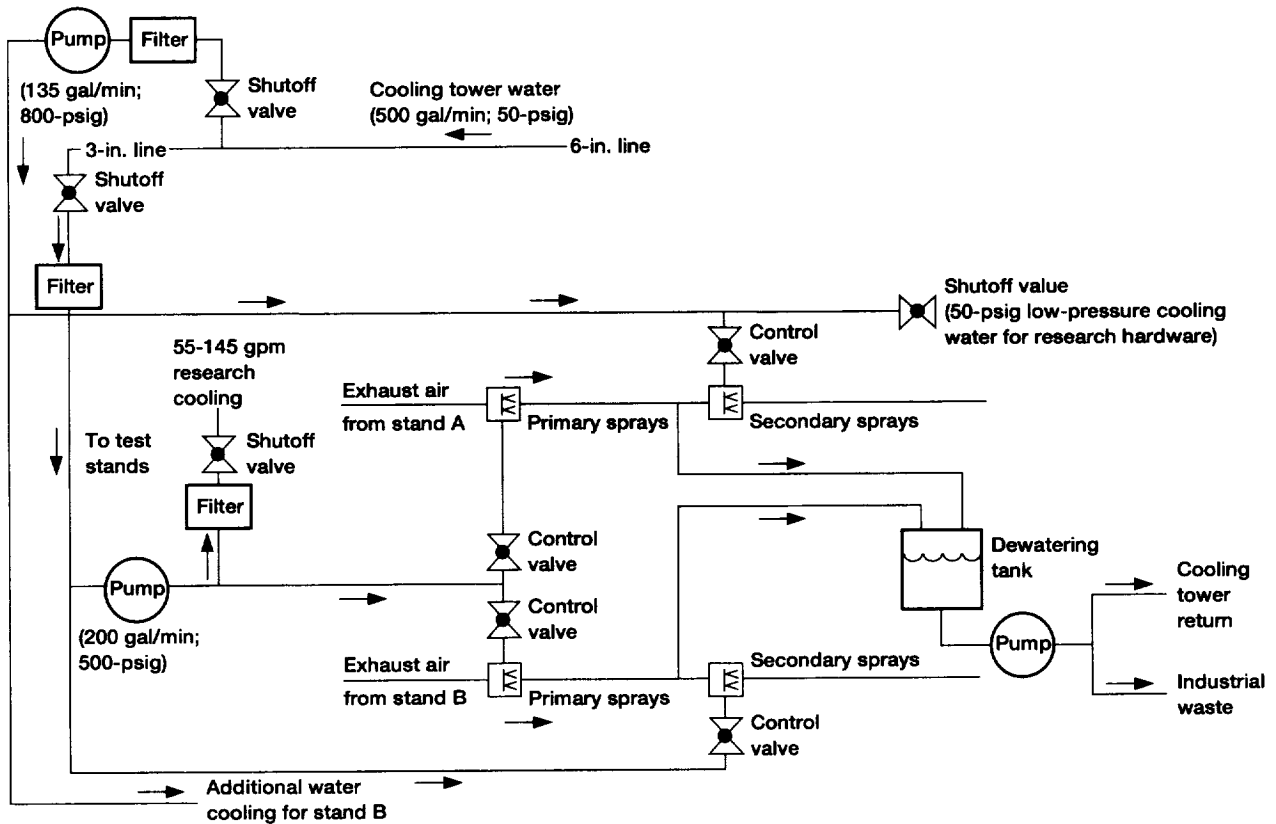 Pump
Filter
(135 gal/min;
800-psig)
Shutoff
valve
Cooling tower water
(500 gal/min; 50-psig)
3-in. line
6-in. line
Shutoff
valve
Filter
Shutoff value
(50-psig low-pressure cooling
water for research hardware)
Control
valve
55-145 gpm
research
cooling
Exhaust air
from stand A
Primary sprays
Secondary sprays
To test
stands
Shutoff
valve
Filter
Control
valve
Dewatering
tank
Pump
(200 gal/min;
500-psig)
Control
valve
Cooling
tower
return
Pump
Exhaust air
from stand B
Primary sprays
Secondary sprays
Industrial
waste
Control
valve
Additional water
cooling for stand B